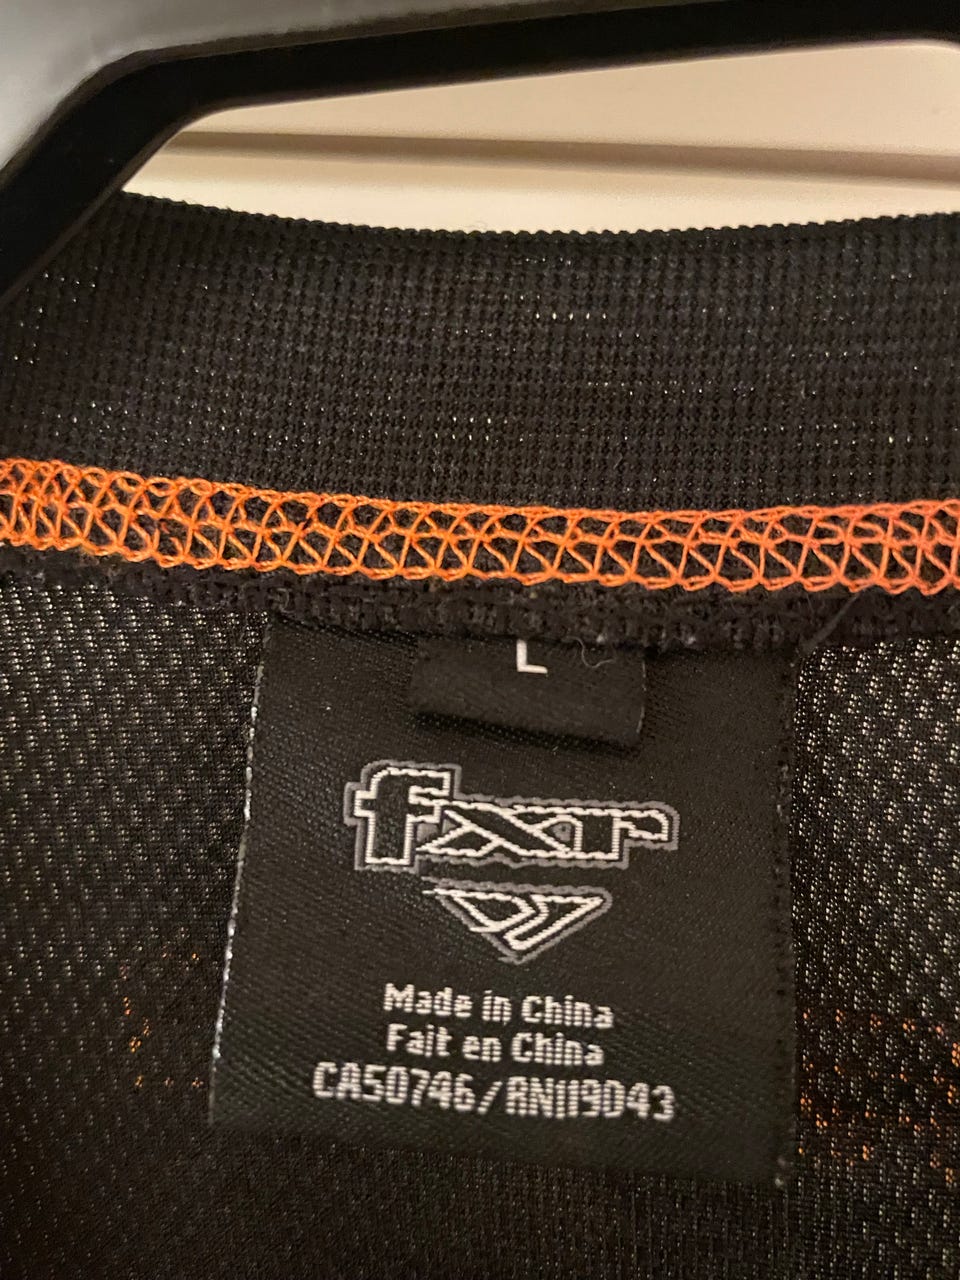 L
fxr
Made in China
Fait en China
CA50746/RN119043